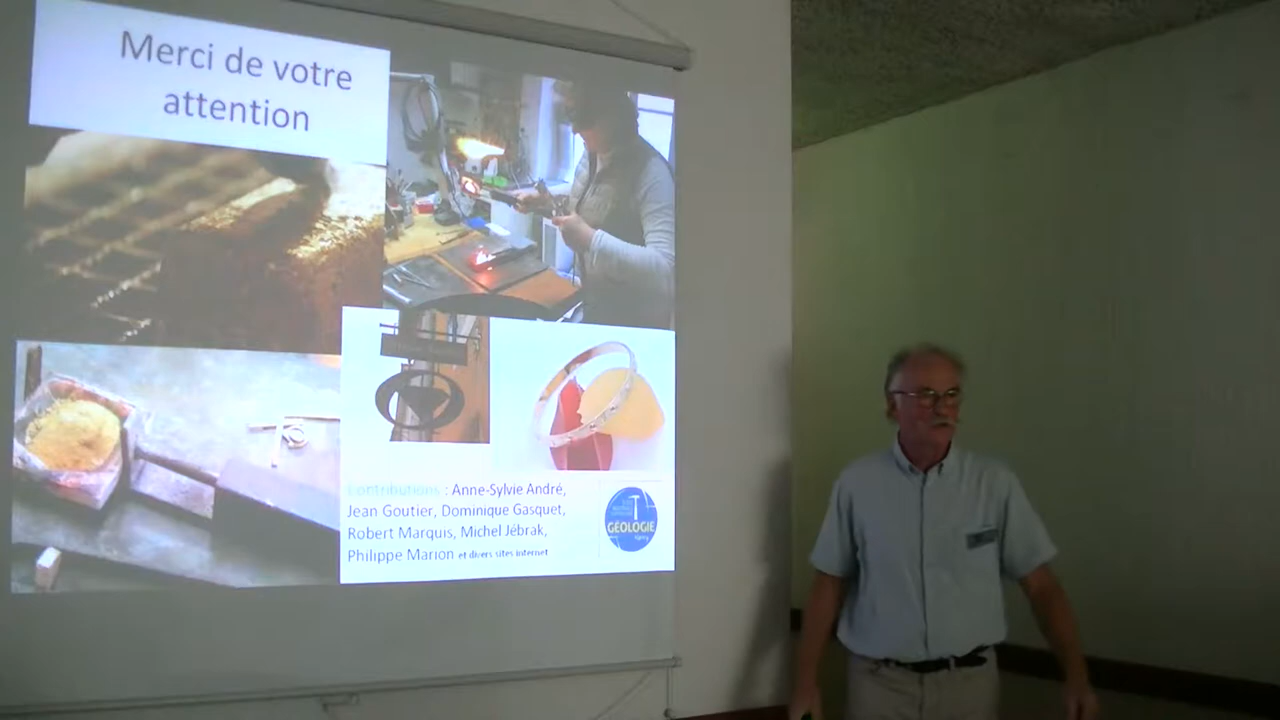 Merci de votre
attention
Contributions : Anne-Sylvie André,
Jean Goutier, Dominique Gasquet,
Robert Marquis, Michel Jébrak,
Philippe Marion et divers sites internet
GÉOLOGIE